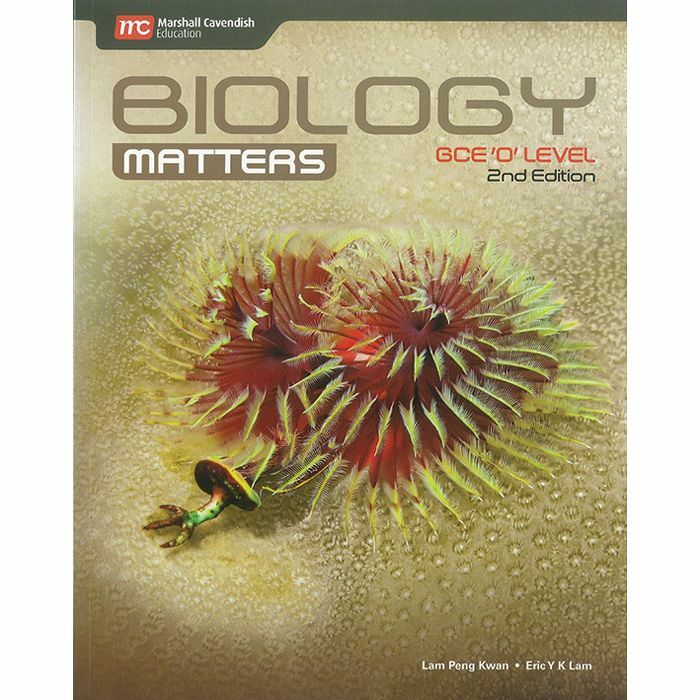 mc Marshall Cavendish
Education
BIOLOGY
MATTERS
GCE 'O' LEVEL
2nd Edition
Lam Peng Kwan • Eric Y K Lam